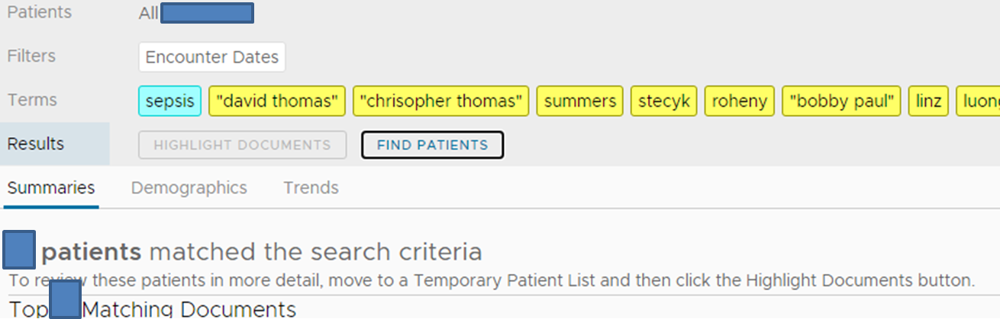 Patients All
Filters Encounter Dates
Terms sepsis "david thomas" "chrisopher thomas" summers stecyk roheny "bobby paul" linz
Results HIGHLIGHT DOCUMENTS FIND PATIENTS
Summaries Demographics Trends
patients matched the search criteria
To review these patients in more detail, move to a Temporary Patient List and then click the Highlight Documents button.
Top Matching Documents